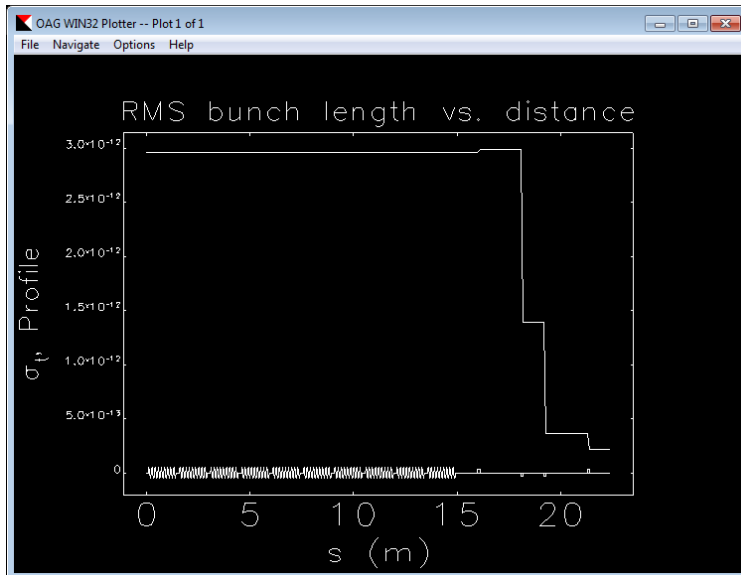 OAG WIN32 Plotter -- Plot 1 of 1
File Navigate Options Help
RMS bunch length vs. distance
3.0*10-12
2.5*10-12
2.0*10-12
1.5*10-12
1.0*10-12
5.0*10-13
0
σt, Profile
0 5 10 15 20
s (m)